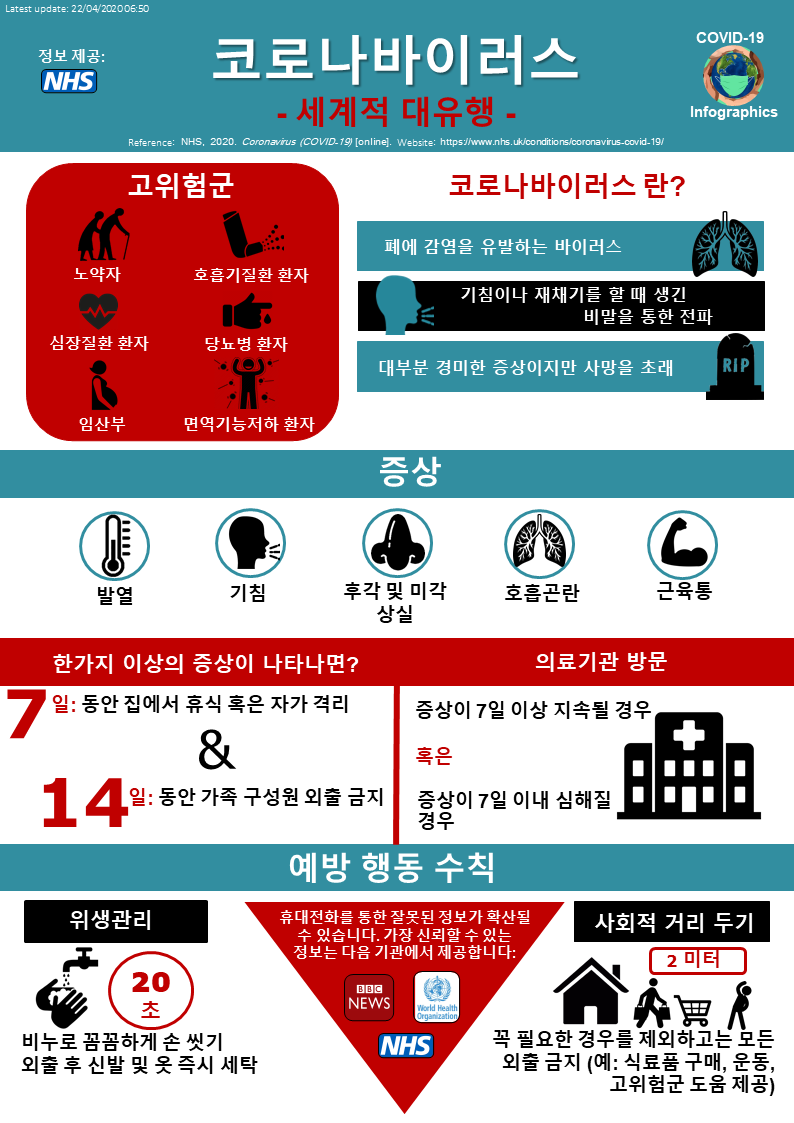 Latest update: 22/04/2020 06:50
정보 제공:
NHS
코로나바이러스
- 세계적 대유행 -
COVID-19
Infographics
Reference: NHS, 2020. Coronavirus (COVID-19) [online]. Website: https://www.nhs.uk/conditions/coronavirus-covid-19/
고위험군
노약자
호흡기질환 환자
심장질환 환자
당뇨병 환자
임산부
면역기능저하 환자
코로나바이러스 란?
폐에 감염을 유발하는 바이러스
기침이나 재채기를 할 때 생긴
비말을 통한 전파
대부분 경미한 증상이지만 사망을 초래
RIP
증상
발열
기침
후각 및 미각
상실
호흡곤란
근육통
한가지 이상의 증상이 나타나면?
7일: 동안 집에서 휴식 혹은 자가 격리
&
14일: 동안 가족 구성원 외출 금지
의료기관 방문
증상이 7일 이상 지속될 경우
혹은
증상이 7일 이내 심해질
경우
예방 행동 수칙
위생관리
20
초
비누로 꼼꼼하게 손 씻기
외출 후 신발 및 옷 즉시 세탁
휴대전화를 통한 잘못된 정보가 확산될
수 있습니다. 가장 신뢰할 수 있는
정보는 다음 기관에서 제공합니다:
BBC
NEWS
World Health
Organization
NHS
사회적 거리 두기
2 미터
꼭 필요한 경우를 제외하고는 모든
외출 금지 (예: 식료품 구매, 운동,
고위험군 도움 제공)